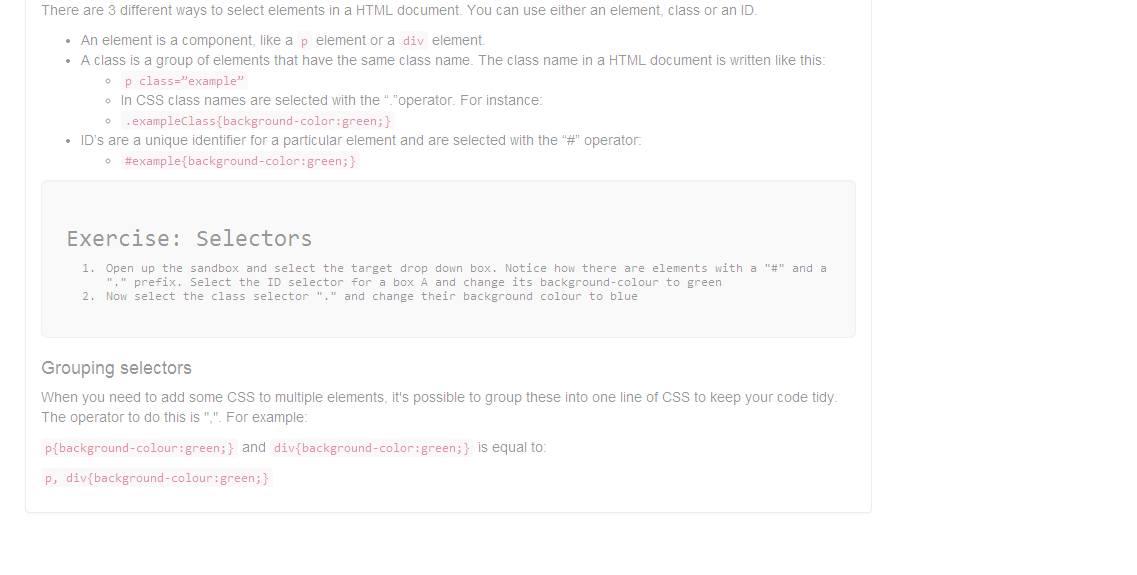 There are 3 different ways to select elements in a HTML document. You can use either an element, class or an ID.
An element is a component, like a p element or a div element.
A class is a group of elements that have the same class name. The class name in a HTML document is written like this:
p class=”example”
In CSS class names are selected with the “.”operator. For instance:
.exampleClass{background-color:green;}
ID’s are a unique identifier for a particular element and are selected with the “#” operator:
#example{background-color:green;}
Exercise: Selectors
1. Open up the sandbox and select the target drop down box. Notice how there are elements with a "#" and a
"." prefix. Select the ID selector for a box A and change its background-colour to green
2. Now select the class selector "." and change their background colour to blue
Grouping selectors
When you need to add some CSS to multiple elements, it's possible to group these into one line of CSS to keep your code tidy.
The operator to do this is ",". For example:
p{background-colour:green;} and div{background-color:green;} is equal to:
p, div{background-colour:green;}